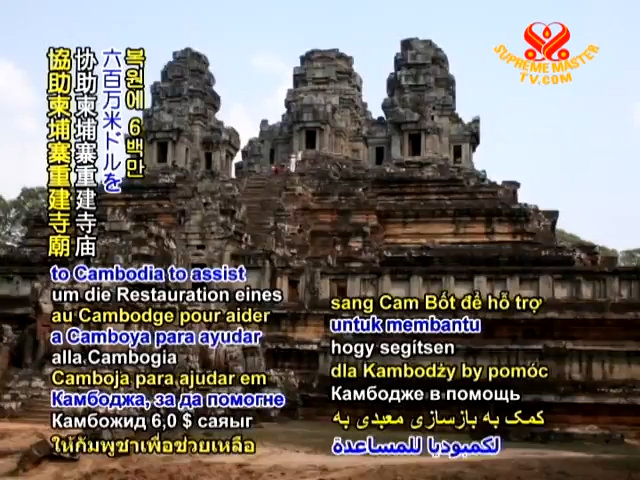 SUPREME MASTER
TV.COM
協助柬埔寨重建寺廟
协助柬埔寨重建寺庙
六百万米ドルを
복원에 6백만
to Cambodia to assist
um die Restauration eines
au Cambodge pour aider
a Camboya para ayudar
alla Cambogia
Camboja para ajudar em
Камбоджа, за да помогне
Камбожид 6,0 $ саяыг
ให้กัมพูชาเพื่อช่วยเหลือ
sang Cam Bốt để hỗ trợ
untuk membantu
hogy segítsen
dla Kambodży by pomóc
Камбодже в помощь
کمک به بازسازی معبدی به
لكمبوديا للمساعدة